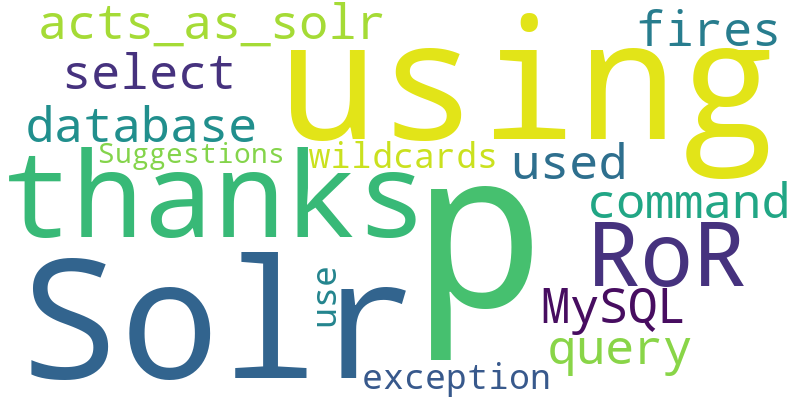 acts_as_solr
using
fires
select
database
Suggestions
wildcards
used
thanks
p
command
RoR
Solr
use
MySQL
query
exception